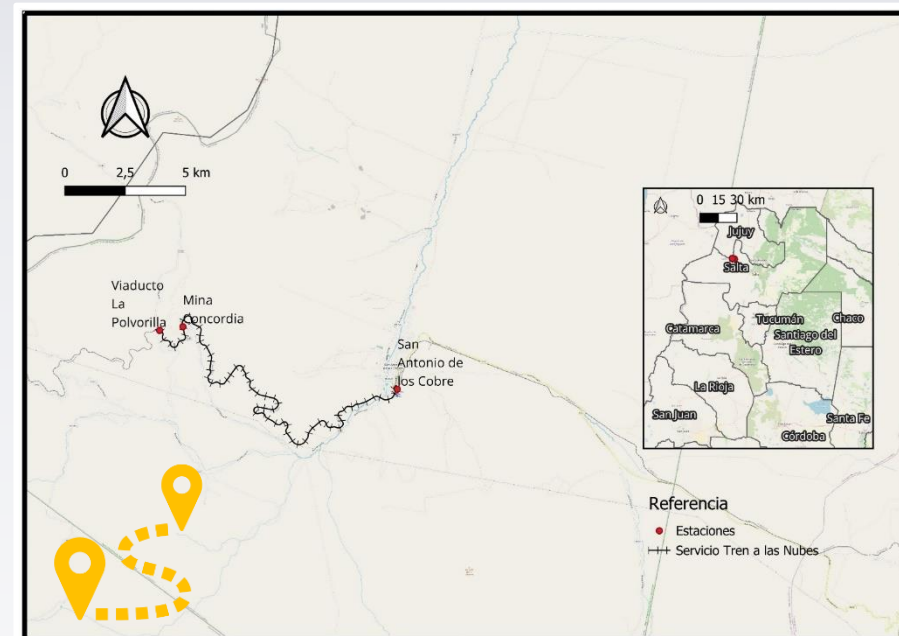 0 2,5 5 km
Viaducto
La
Polvorilla
Mina
Concordia
San
Antonio de
los Cobre
0 15 30 km
Jujuy
Salta
Catamarca
Tucumán
Chaco
Santiago del
Estero
La Rioja
San Juan
Santa Fe
Córdoba
Referencia
Estaciones
Servicio Tren a las Nubes